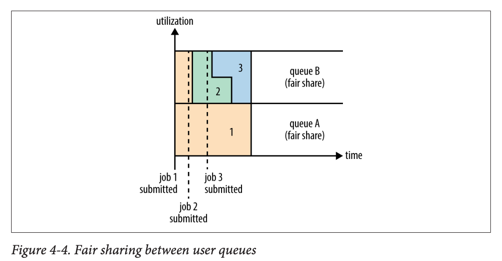 utilization
3
queue B
(fair share)
2
queue A
(fair share)
1
time
job 1
submitted
job 3
submitted
job 2
submitted
Figure 4-4. Fair sharing between user queues